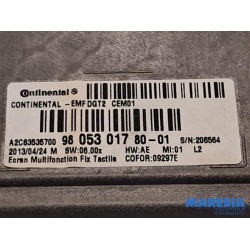 Continental
CONTINENTAL -EMFDGT2 CEM01
A2C83535700 98 053 017 80-01 S/N:206564
2013/04/24 M SW:06.00x HW:AE MI:01 L2
Ecran Multifonction Fix Tactile COFOR:09297E